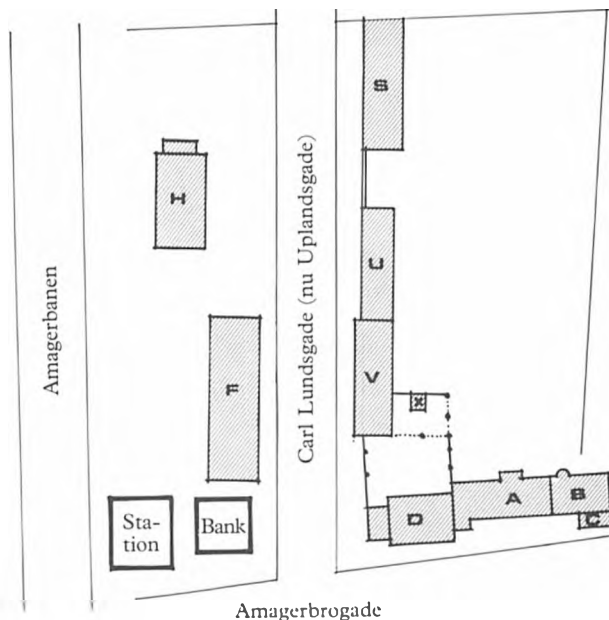 S
H
Carl Lundsgade (nu Uplandsgade)
Amagerbanen
U
V
F
X
A
B
C
D
Sta-
tion
Bank
Amagerbrogade